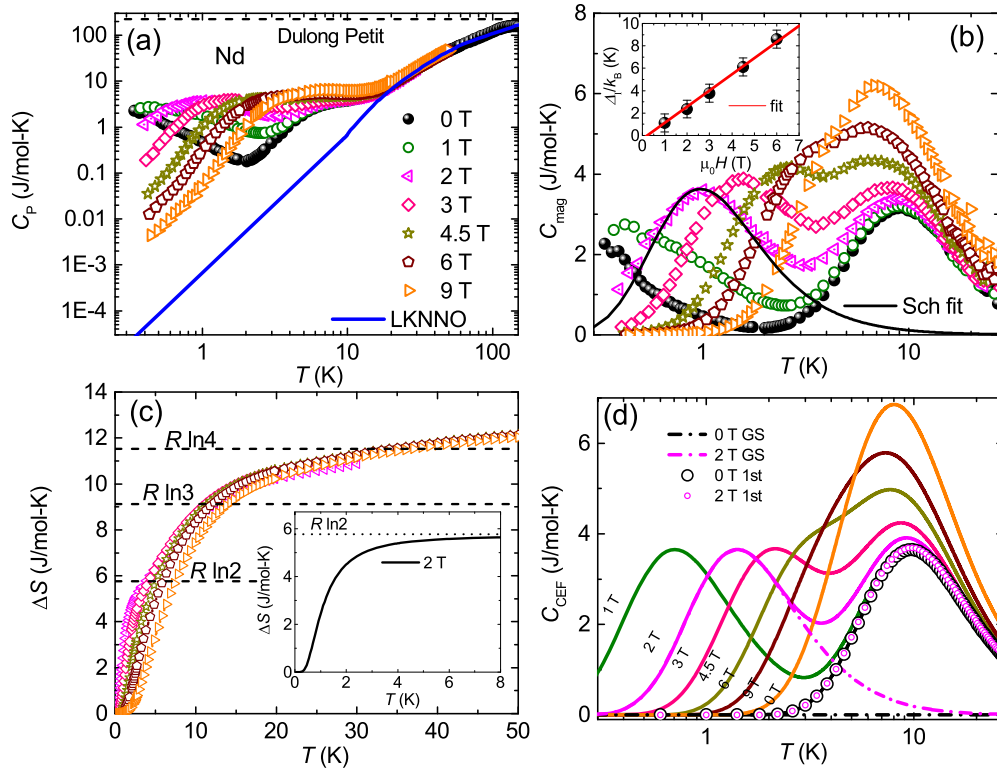 (a)
Dulong Petit
Nd
0 T
1 T
2 T
3 T
4.5 T
6 T
9 T
LKNNO
100
10
1
0.1
0.01
1E-3
1E-4
C_P (J/mol-K)
1 10 100
T (K)
(b)
10
8
6
4
2
0
Δ_I/k_B (K)
fit
0 1 2 3 4 5 6 7
μ₀H (T)
8
6
4
2
0
C_mag (J/mol-K)
Sch fit
1 10
T (K)
(c)
R ln4
R ln3
R ln2
14
12
10
8
6
4
2
0
ΔS (J/mol-K)
0 10 20 30 40 50
T (K)
R ln2
2 T
6
4
2
0
ΔS (J/mol-K)
0 2 4 6 8
T (K)
(d)
0 T GS
2 T GS
0 T 1st
2 T 1st
6
4
2
0
C_CEF (J/mol-K)
1 T
2 T
3 T
4.5 T
6 T
9 T
0 T
1 10
T (K)